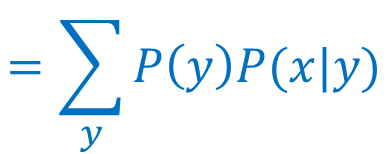 = ∑_y P(y)P(x|y)